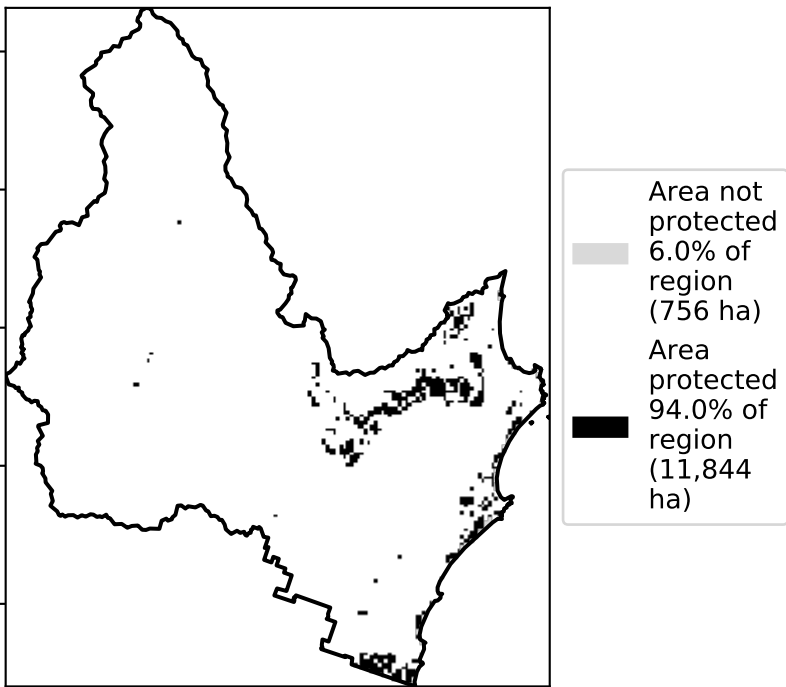 Area not
protected
6.0% of
region
(756 ha)
Area
protected
94.0% of
region
(11,844
ha)